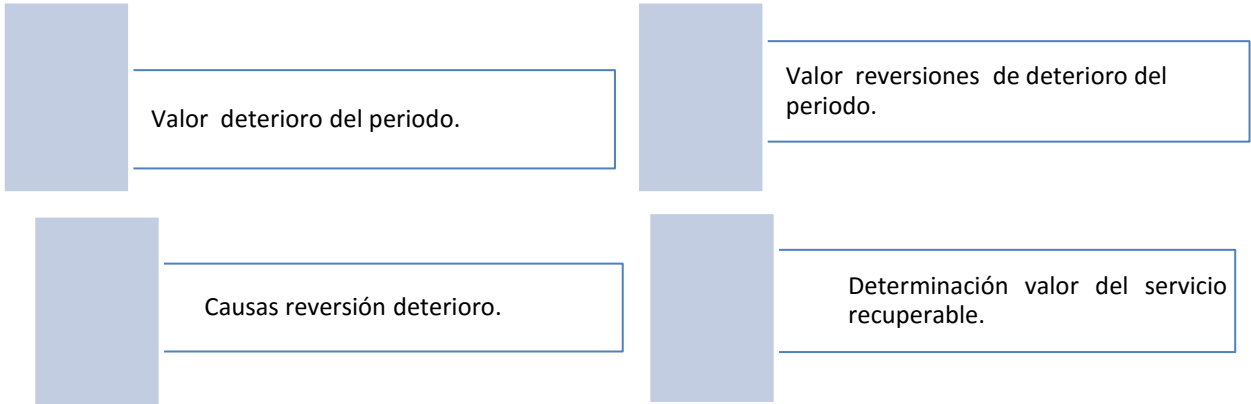 Valor deterioro del periodo.
Valor reversiones de deterioro del
periodo.
Causas reversión deterioro.
Determinación valor del servicio
recuperable.